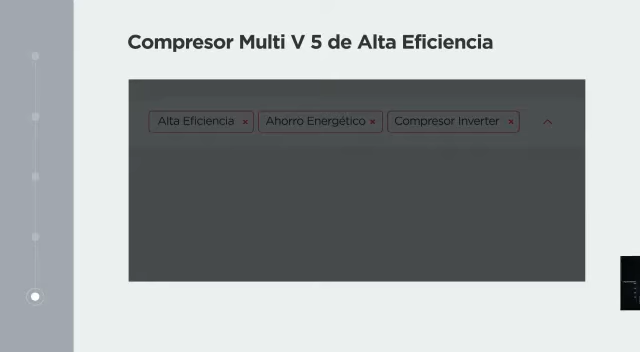 Compresor Multi V 5 de Alta Eficiencia
Alta Eficiencia × Ahorro Energético × Compresor Inverter ×